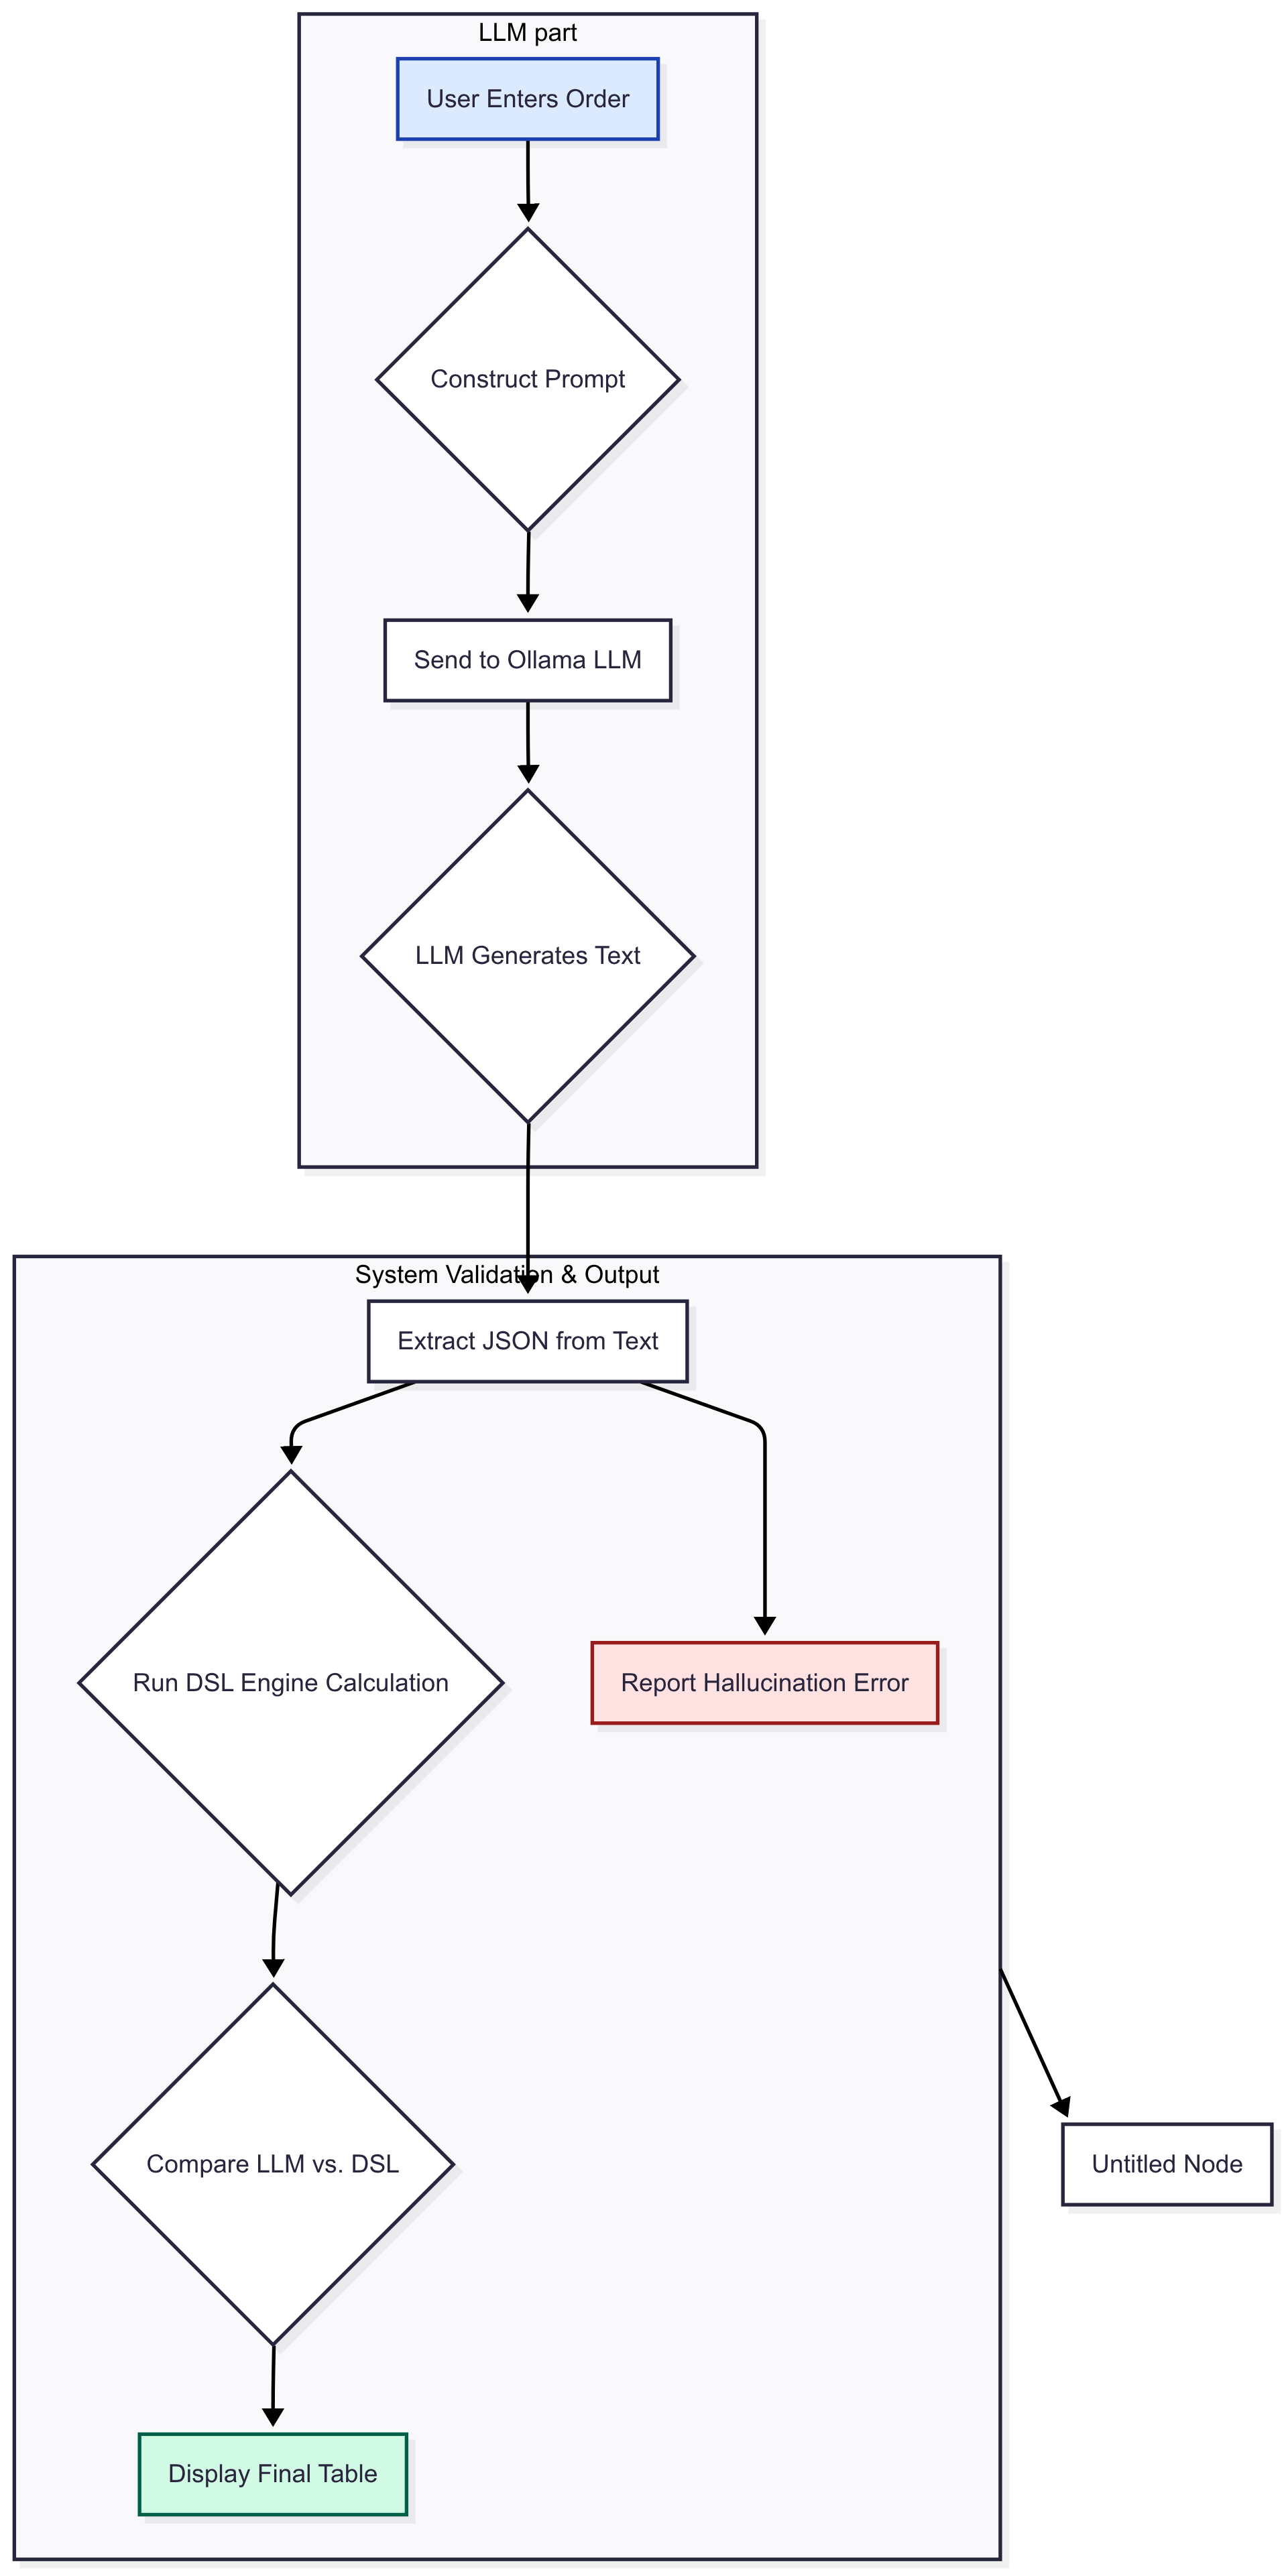 LLM part
User Enters Order
Construct Prompt
Send to Ollama LLM
LLM Generates Text
System Validation & Output
Extract JSON from Text
Run DSL Engine Calculation
Report Hallucination Error
Compare LLM vs. DSL
Untitled Node
Display Final Table